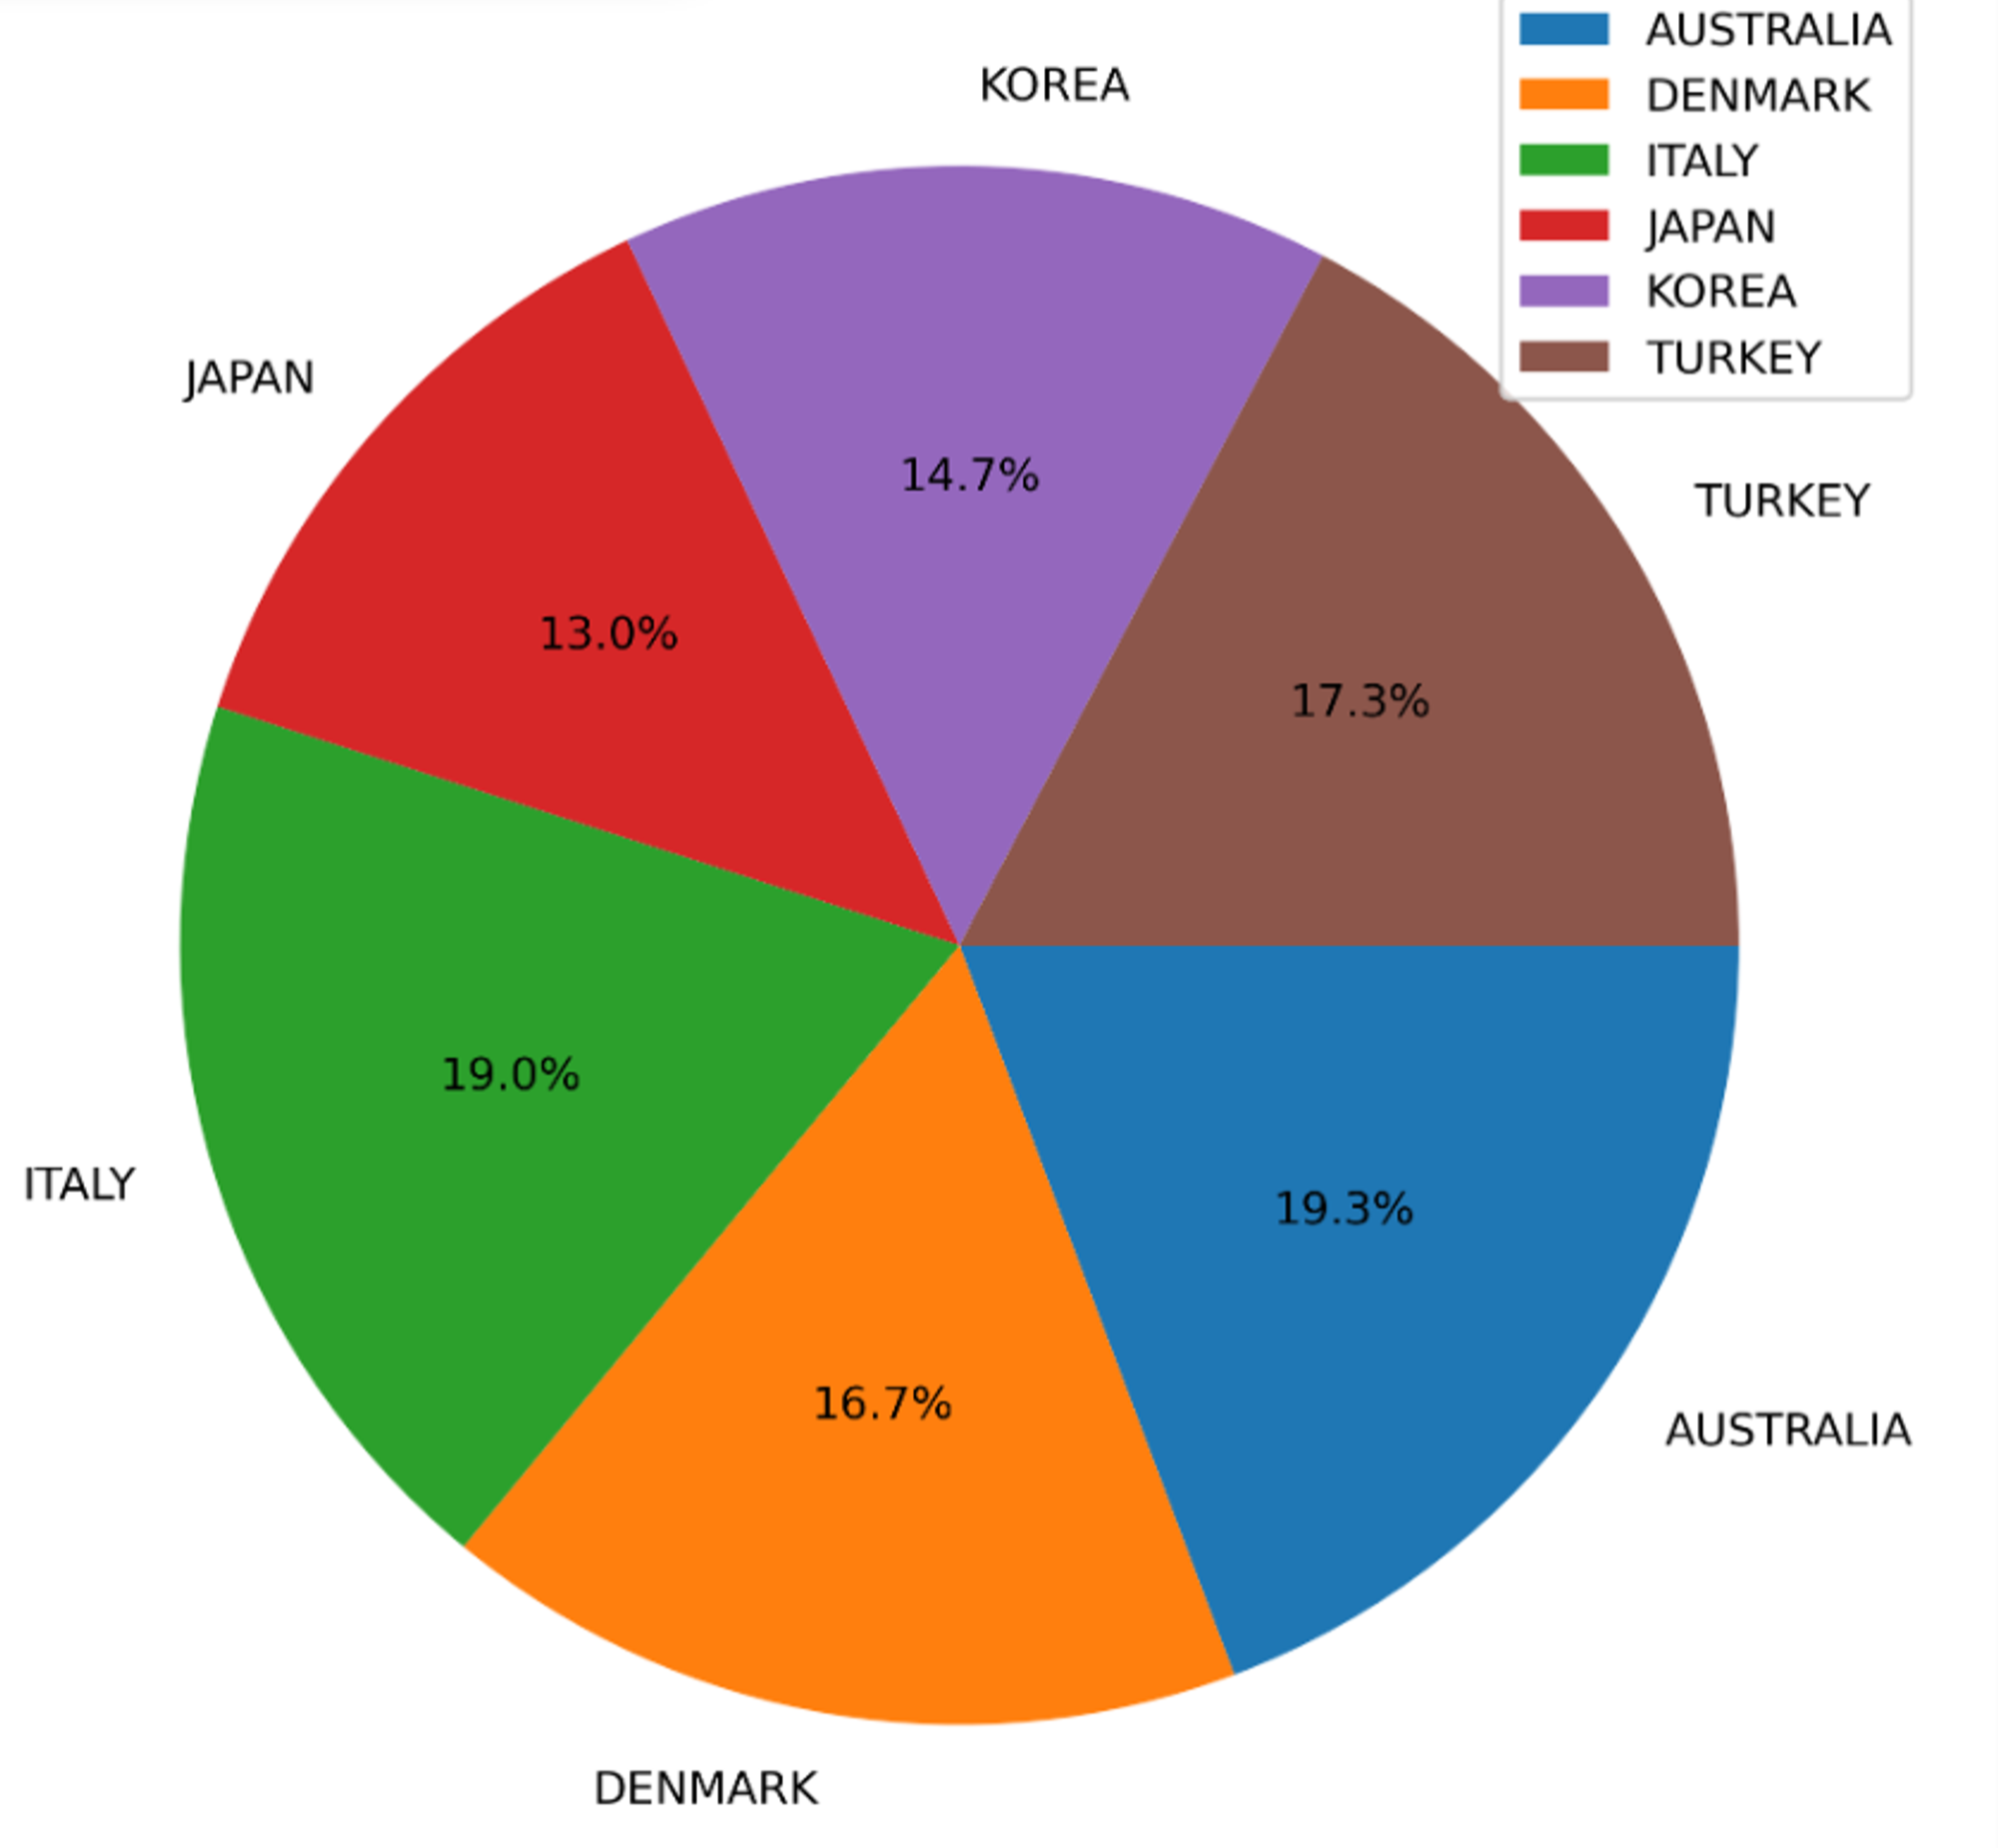 AUSTRALIA
DENMARK
ITALY
JAPAN
KOREA
TURKEY
KOREA
JAPAN
TURKEY
14.7%
13.0%
17.3%
19.0%
ITALY
19.3%
16.7%
AUSTRALIA
DENMARK